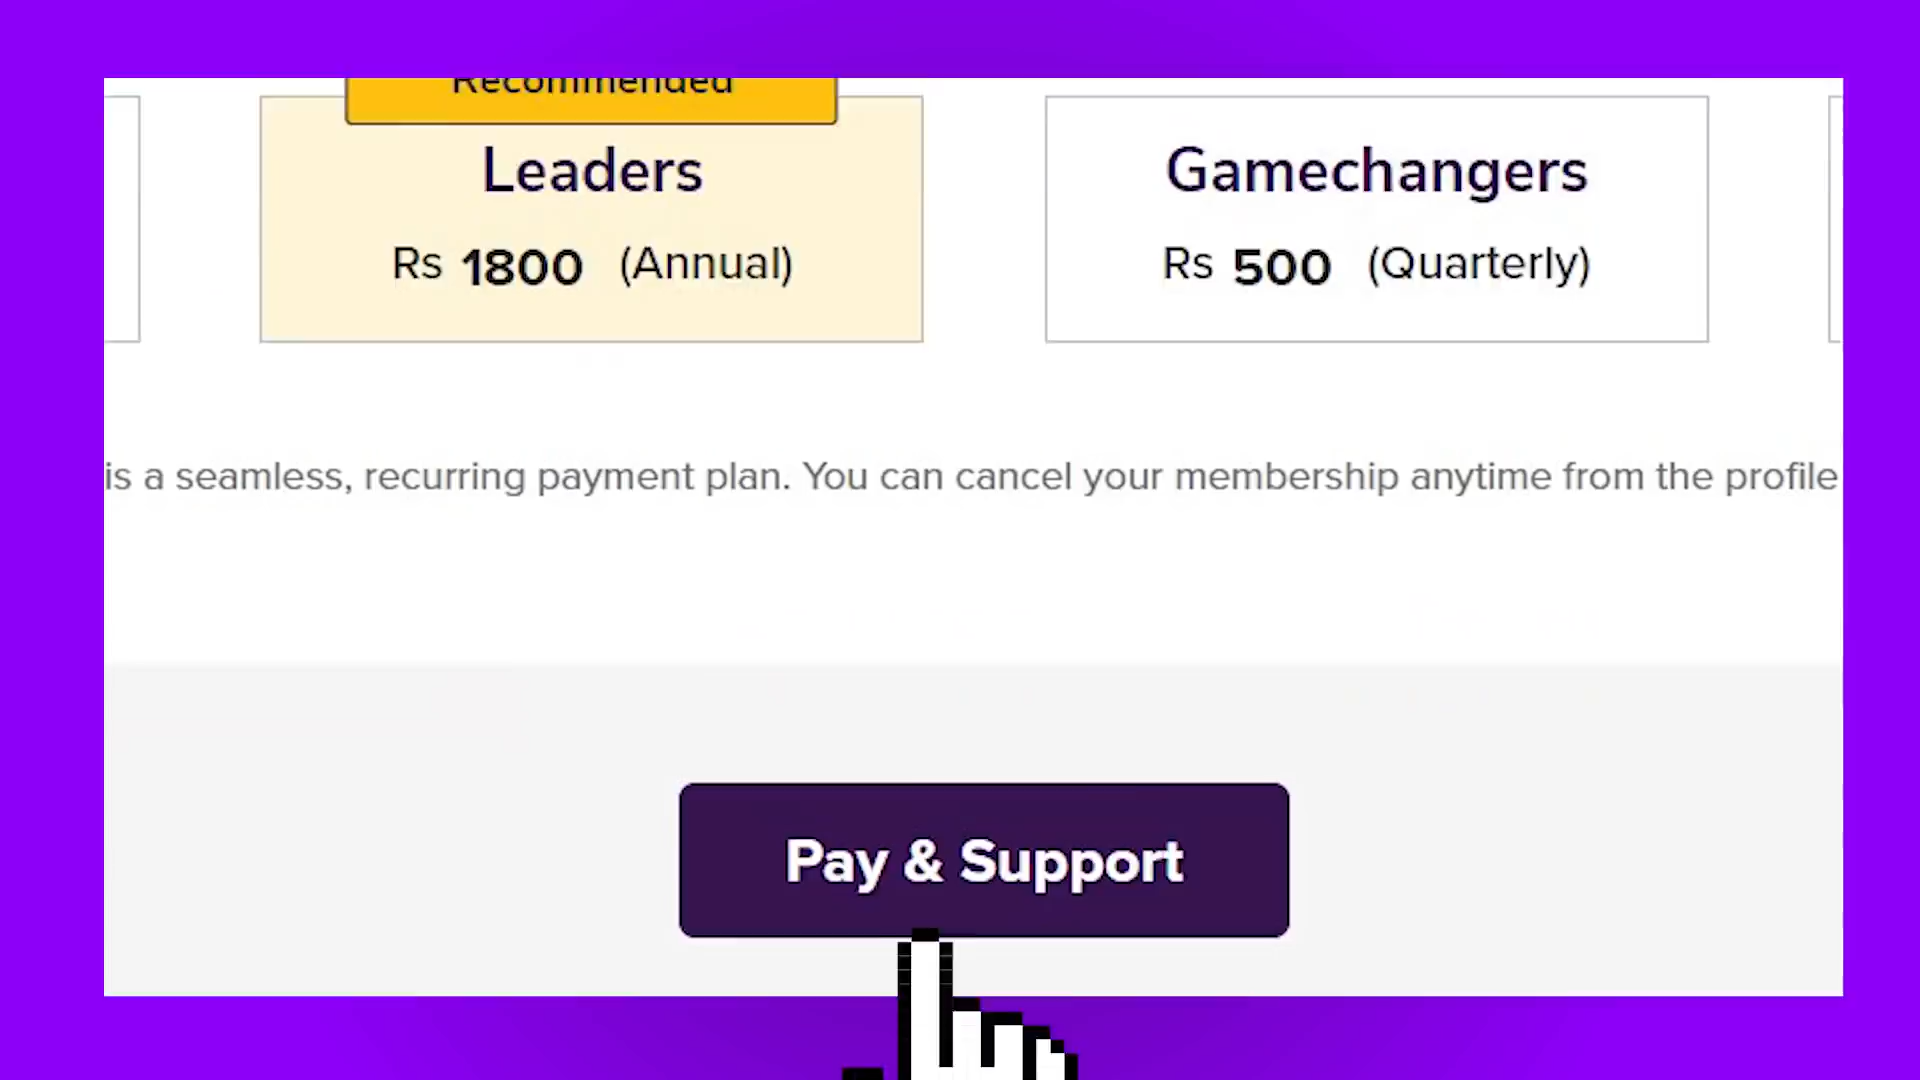 Recommended
Leaders
Rs 1800 (Annual)
Gamechangers
Rs 500 (Quarterly)
is a seamless, recurring payment plan. You can cancel your membership anytime from the profile
Pay & Support